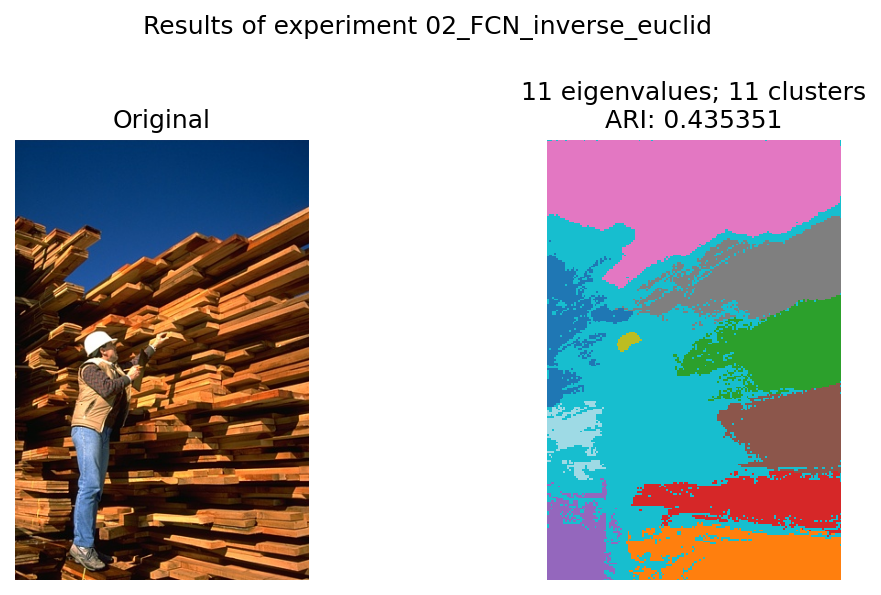 Results of experiment 02_FCN_inverse_euclid
Original
11 eigenvalues; 11 clusters
ARI: 0.435351